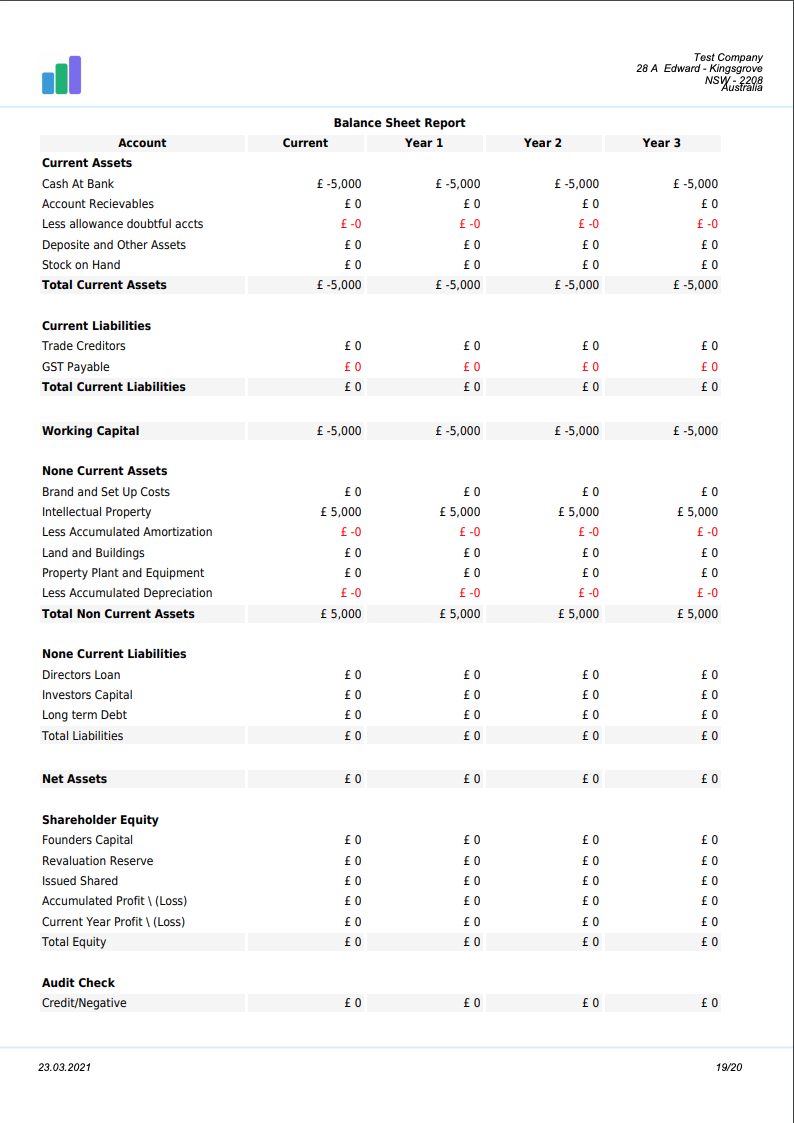 Test Company
28 A Edward - Kingsgrove
NSW - 2208
Australia
Balance Sheet Report
Account Current Year 1 Year 2 Year 3
Current Assets
Cash At Bank £ -5,000 £ -5,000 £ -5,000 £ -5,000
Account Recievables £ 0 £ 0 £ 0 £ 0
Less allowance doubtful accts £ -0 £ -0 £ -0 £ -0
Deposite and Other Assets £ 0 £ 0 £ 0 £ 0
Stock on Hand £ 0 £ 0 £ 0 £ 0
Total Current Assets £ -5,000 £ -5,000 £ -5,000 £ -5,000
Current Liabilities
Trade Creditors £ 0 £ 0 £ 0 £ 0
GST Payable £ 0 £ 0 £ 0 £ 0
Total Current Liabilities £ 0 £ 0 £ 0 £ 0
Working Capital £ -5,000 £ -5,000 £ -5,000 £ -5,000
None Current Assets
Brand and Set Up Costs £ 0 £ 0 £ 0 £ 0
Intellectual Property £ 5,000 £ 5,000 £ 5,000 £ 5,000
Less Accumulated Amortization £ -0 £ -0 £ -0 £ -0
Land and Buildings £ 0 £ 0 £ 0 £ 0
Property Plant and Equipment £ 0 £ 0 £ 0 £ 0
Less Accumulated Depreciation £ -0 £ -0 £ -0 £ -0
Total Non Current Assets £ 5,000 £ 5,000 £ 5,000 £ 5,000
None Current Liabilities
Directors Loan £ 0 £ 0 £ 0 £ 0
Investors Capital £ 0 £ 0 £ 0 £ 0
Long term Debt £ 0 £ 0 £ 0 £ 0
Total Liabilities £ 0 £ 0 £ 0 £ 0
Net Assets £ 0 £ 0 £ 0 £ 0
Shareholder Equity
Founders Capital £ 0 £ 0 £ 0 £ 0
Revaluation Reserve £ 0 £ 0 £ 0 £ 0
Issued Shared £ 0 £ 0 £ 0 £ 0
Accumulated Profit \ (Loss) £ 0 £ 0 £ 0 £ 0
Current Year Profit \ (Loss) £ 0 £ 0 £ 0 £ 0
Total Equity £ 0 £ 0 £ 0 £ 0
Audit Check
Credit/Negative £ 0 £ 0 £ 0 £ 0
23.03.2021 19/20